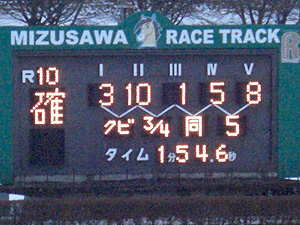 MIZUSAWA RACE TRACK
I II III IV V
R10 3 10 1 5 8
確
クビ 3/4 同 5
タイム 1分54.6秒